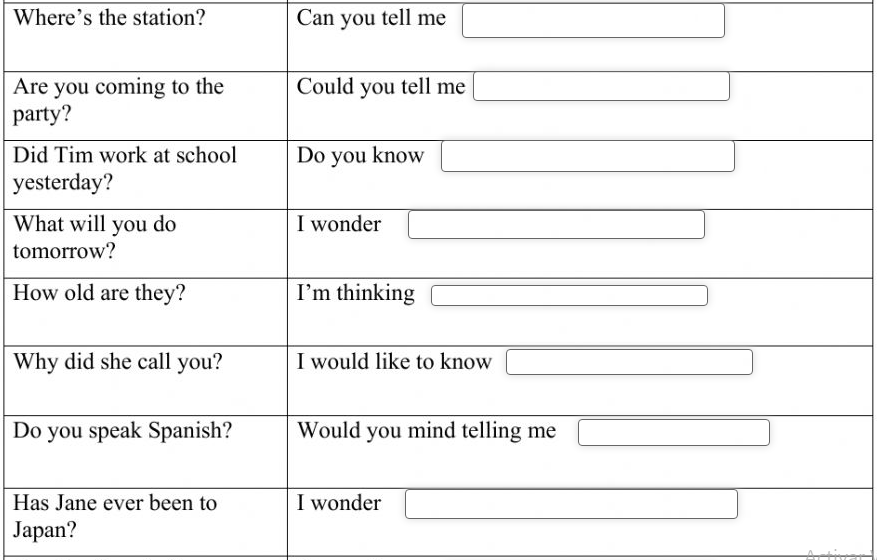 Where’s the station?
Can you tell me
Are you coming to the
party?
Could you tell me
Did Tim work at school
yesterday?
Do you know
What will you do
tomorrow?
I wonder
How old are they?
I’m thinking
Why did she call you?
I would like to know
Do you speak Spanish?
Would you mind telling me
Has Jane ever been to
Japan?
I wonder